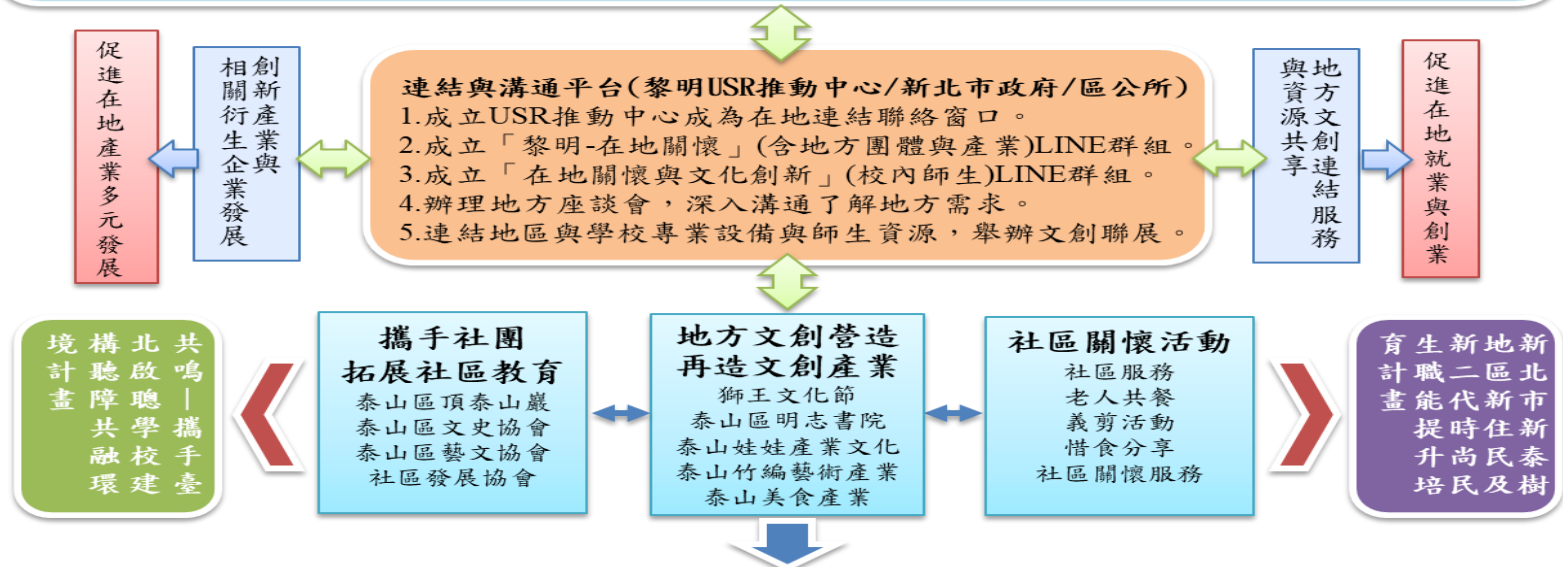 促進在地產業多元發展
創新產業與
相關衍生企業發展
連結與溝通平台(黎明USR推動中心/新北市政府/區公所)
1.成立USR推動中心成為在地連結聯絡窗口。
2.成立「黎明-在地關懷」(含地方團體與產業)LINE群組。
3.成立「在地關懷與文化創新」(校內師生)LINE群組。
4.辦理地方座談會，深入溝通了解地方需求。
5.連結地區與學校專業設備與師生資源，舉辦文創聯展。
地方文創連結服務
與資源共享
促進在地就業與創業
共鳴—攜手臺
北啟聰學校建
構聽障共融環
境計畫
攜手社團
拓展社區教育
泰山區頂泰山巖
泰山區文史協會
泰山區藝文協會
社區發展協會
地方文創營造
再造文創產業
獅王文化節
泰山區明志書院
泰山娃娃產業文化
泰山竹編藝術產業
泰山美食產業
社區關懷活動
社區服務
老人共餐
義剪活動
惜食分享
社區關懷服務
新北市新泰樹
地區新住民及
新二代時尚民
生職能提升培
育計畫